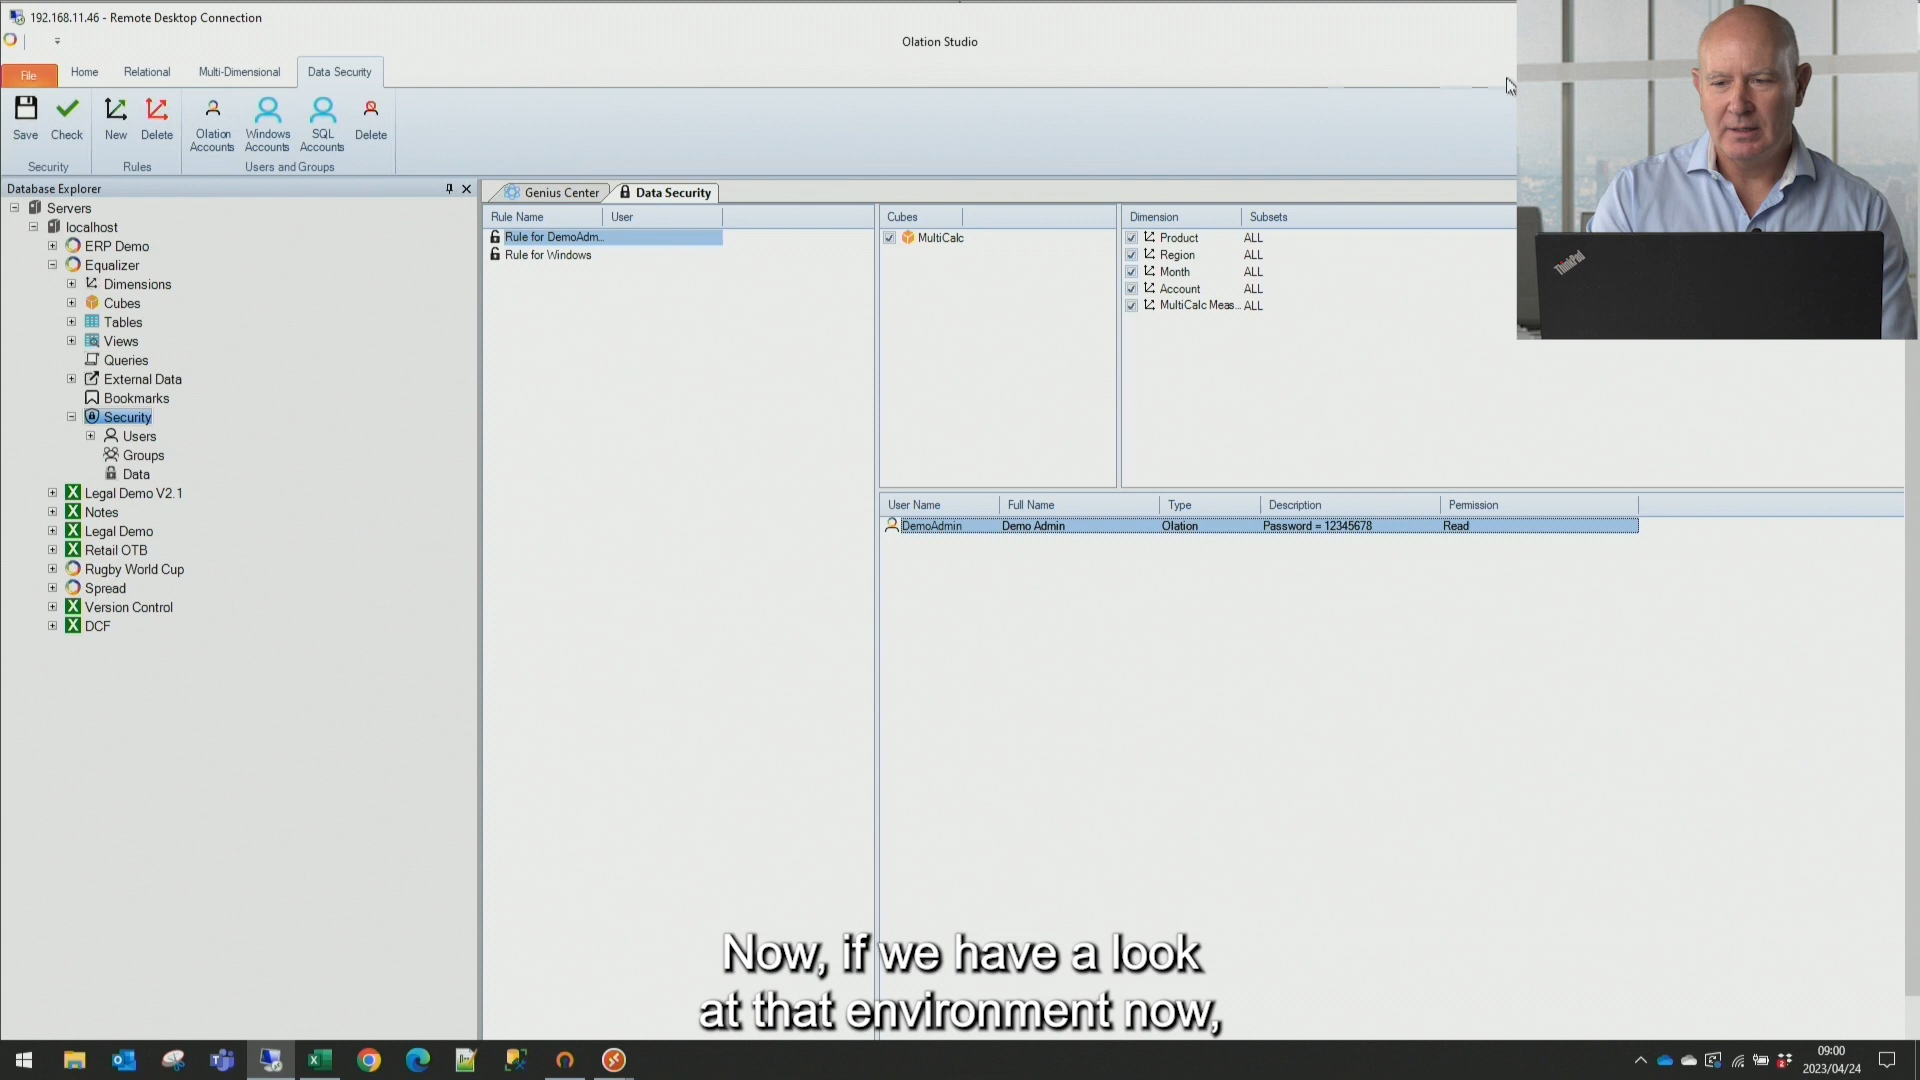 192.168.11.46 - Remote Desktop Connection
Olation Studio
File
Home
Relational
Multi-Dimensional
Data Security
Save
Check
New
Delete
Olation Accounts
Windows Accounts
SQL Accounts
Delete
Security
Rules
Users and Groups
Database Explorer
Servers
localhost
ERP Demo
Equalizer
Dimensions
Cubes
Tables
Views
Queries
External Data
Bookmarks
Security
Users
Groups
Data
Legal Demo V2.1
Notes
Legal Demo
Retail OTB
Rugby World Cup
Spread
Version Control
DCF
Genius Center
Data Security
Rule Name User
Rule for DemoAdm...
Rule for Windows
Cubes
MultiCalc
Dimension Subsets
Product ALL
Region ALL
Month ALL
Account ALL
MultiCalc Meas... ALL
User Name Full Name Type Description Permission
DemoAdmin Demo Admin Olation Password = 12345678 Read
ThinkPad
Now, if we have a look
at that environment now,
09:00
2023/04/24